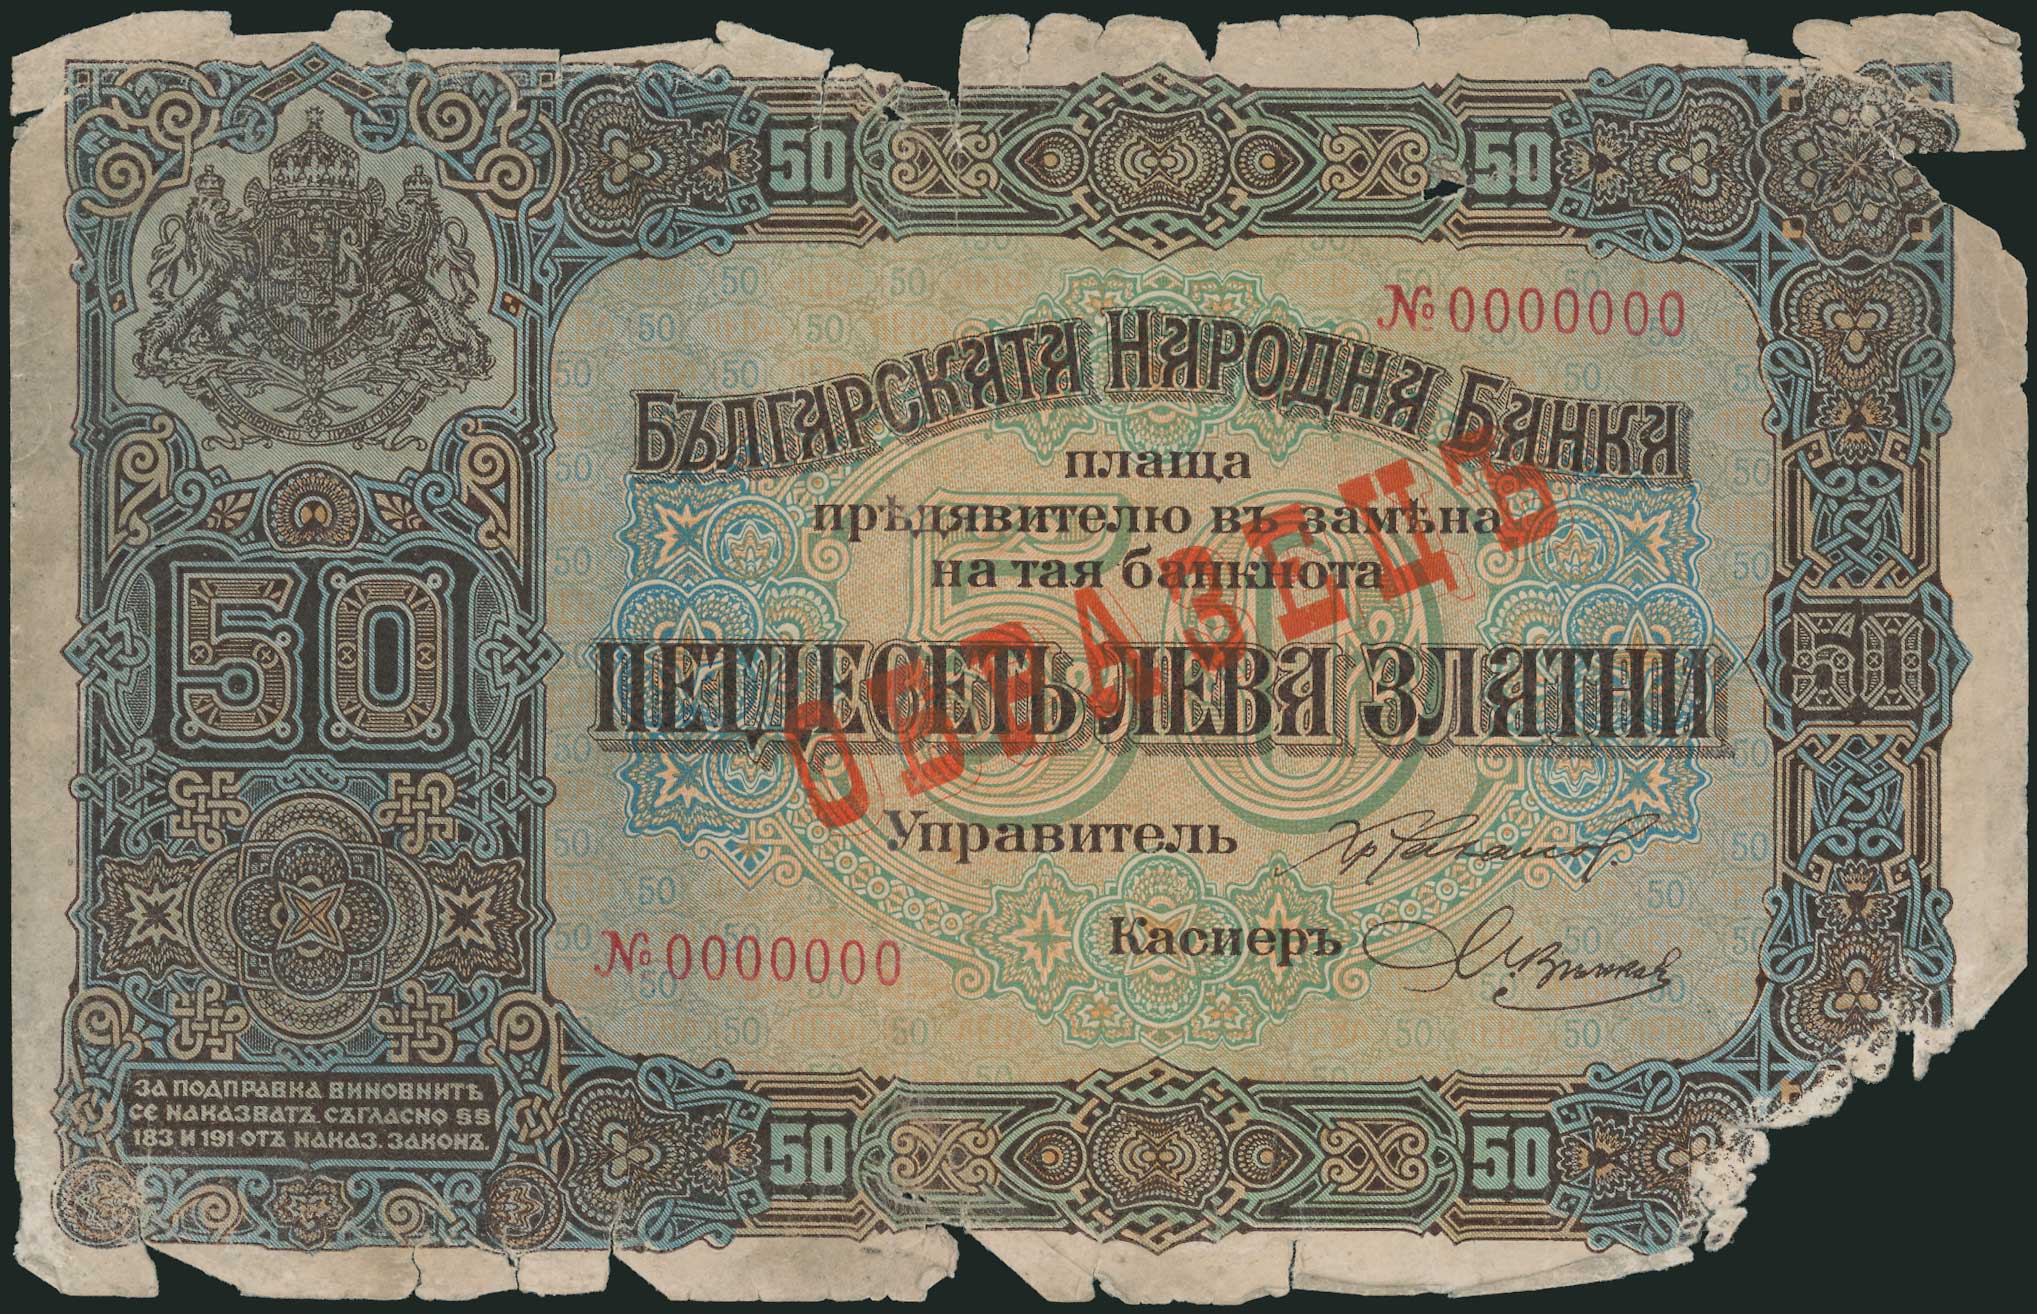 50
50
№ 0000000
БЪЛГАРСКАТА НАРОДНА БАНКА
плаща
прѣдявителю въ замѣна
на тая банкнота
ПЕТДЕСЕТЬ ЛЕВА ЗЛАТНИ
ОБРАЗЕЦЪ
50
50
50
Управитель
Касиеръ
№ 0000000
ЗА ПОДПРАВКА ВИНОВНИТѢ
СЕ НАКАЗВАТЪ СЪГЛАСНО §§
183 И 191 ОТЪ НАКАЗ. ЗАКОНЪ.
50
50